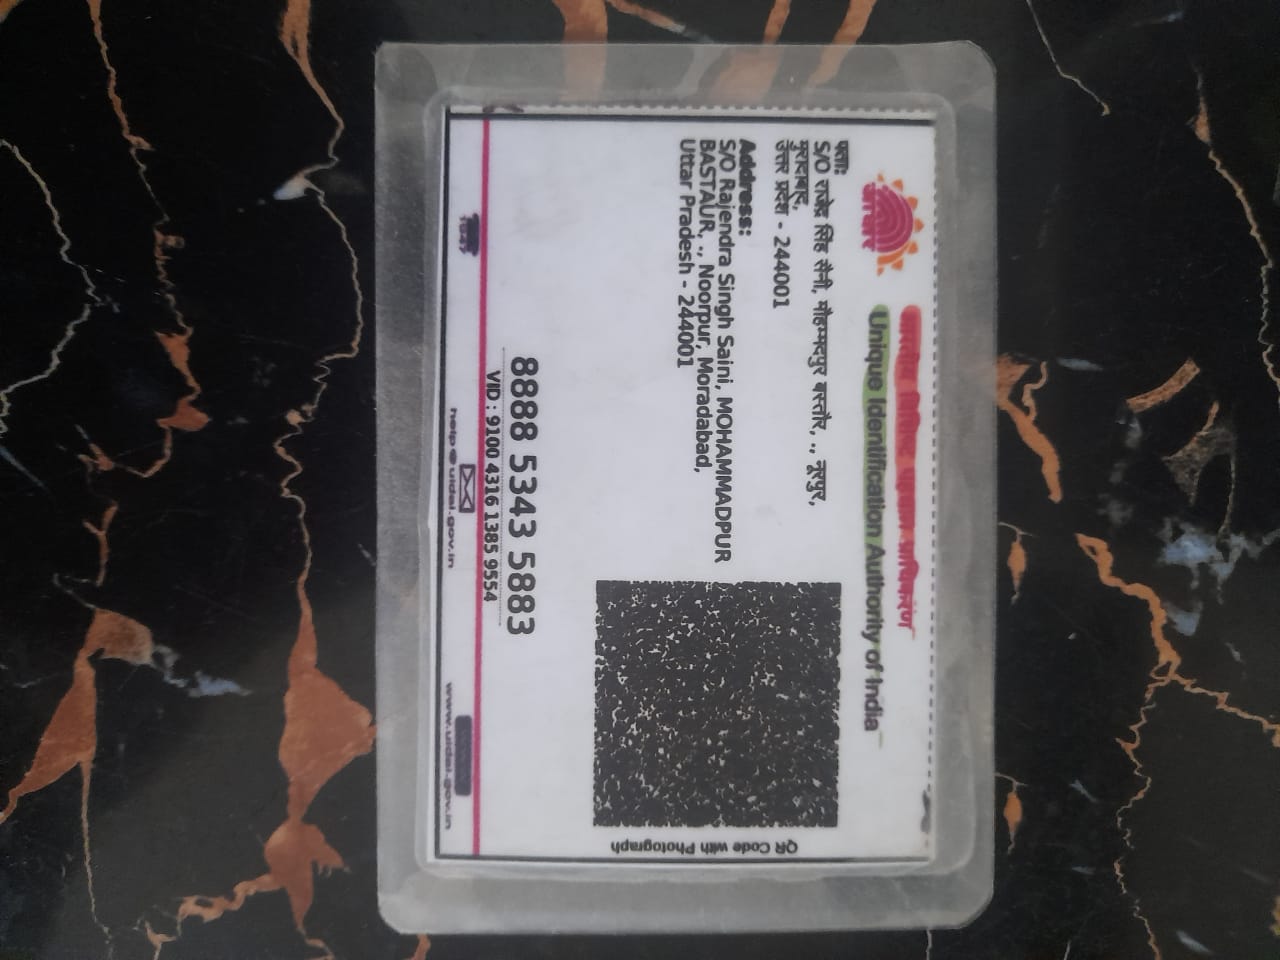 भारतीय विशिष्ट पहचान प्राधिकरण
Unique Identification Authority of India
आधार
पता:
S/O राजेंद्र सिंह सैनी, मौहम्मदपुर बस्तौर, ., नूरपुर,
मुरादाबाद,
उत्तर प्रदेश - 244001
Address:
S/O Rajendra Singh Saini, MOHAMMADPUR
BASTAUR, ., Noorpur, Moradabad,
Uttar Pradesh - 244001
QR Code with Photograph
8888 5343 5883
VID : 9100 4316 1385 9554
1947
help@uidai.gov.in
www.uidai.gov.in